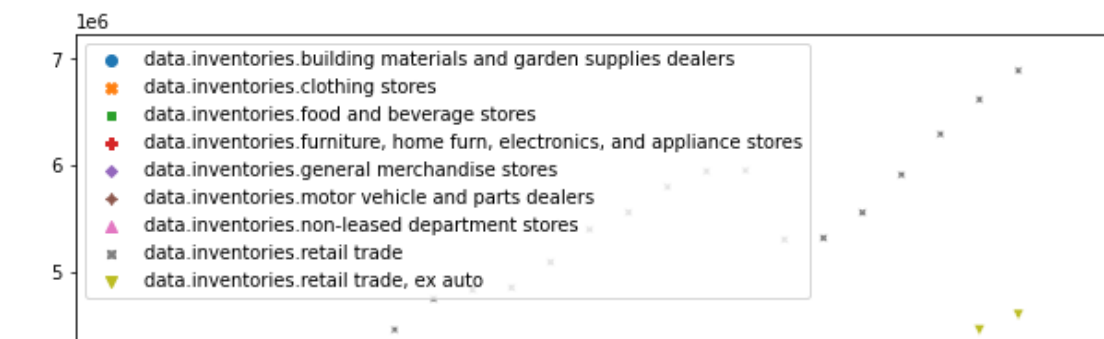 1e6
7
data.inventories.building materials and garden supplies dealers
data.inventories.clothing stores
data.inventories.food and beverage stores
data.inventories.furniture, home furn, electronics, and appliance stores
6
data.inventories.general merchandise stores
data.inventories.motor vehicle and parts dealers
data.inventories.non-leased department stores
data.inventories.retail trade
5
data.inventories.retail trade, ex auto